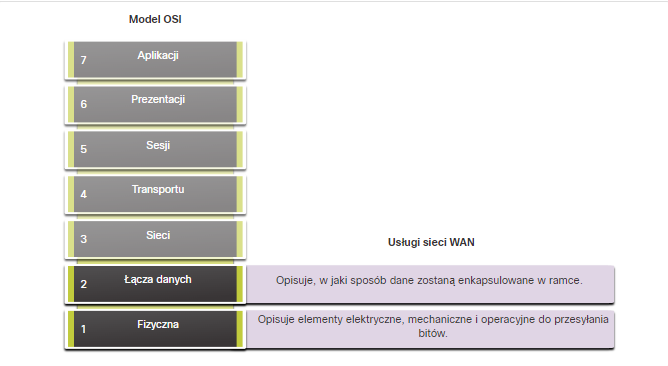 Model OSI
7 Aplikacji
6 Prezentacji
5 Sesji
4 Transportu
3 Sieci
Usługi sieci WAN
2 Łącza danych
Opisuje, w jaki sposób dane zostaną enkapsulowane w ramce.
1 Fizyczna
Opisuje elementy elektryczne, mechaniczne i operacyjne do przesyłania
bitów.